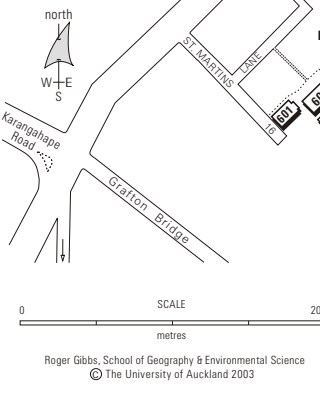 north
W E
S
ST. MARTINS
LANE
601
16
Karangahape
Road
Grafton Bridge
SCALE
0
20
metres
Roger Gibbs, School of Geography & Environmental Science
© The University of Auckland 2003